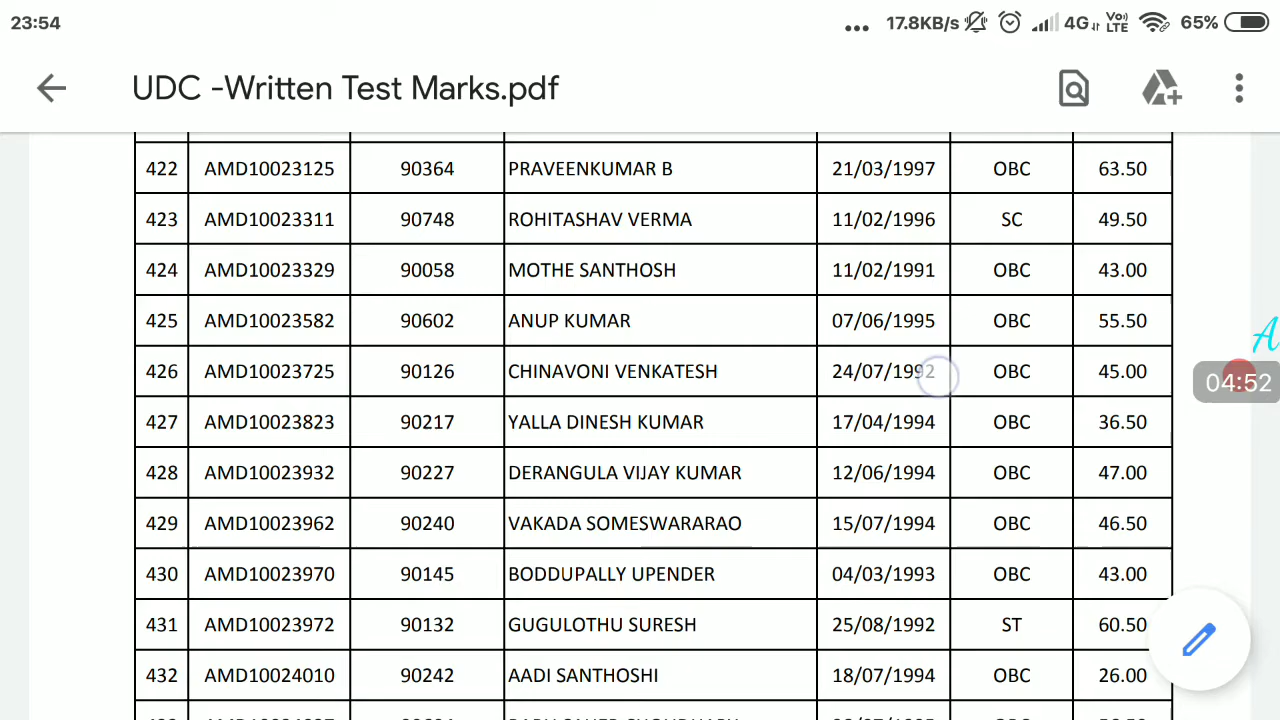 23:54 ... 17.8KB/s 4G Vo) LTE 65%
UDC -Written Test Marks.pdf
422 AMD10023125 90364 PRAVEENKUMAR B 21/03/1997 OBC 63.50
423 AMD10023311 90748 ROHITASHAV VERMA 11/02/1996 SC 49.50
424 AMD10023329 90058 MOTHE SANTHOSH 11/02/1991 OBC 43.00
425 AMD10023582 90602 ANUP KUMAR 07/06/1995 OBC 55.50
A
426 AMD10023725 90126 CHINAVONI VENKATESH 24/07/1992 OBC 45.00
04:52
427 AMD10023823 90217 YALLA DINESH KUMAR 17/04/1994 OBC 36.50
428 AMD10023932 90227 DERANGULA VIJAY KUMAR 12/06/1994 OBC 47.00
429 AMD10023962 90240 VAKADA SOMESWARARAO 15/07/1994 OBC 46.50
430 AMD10023970 90145 BODDUPALLY UPENDER 04/03/1993 OBC 43.00
431 AMD10023972 90132 GUGULOTHU SURESH 25/08/1992 ST 60.50
432 AMD10024010 90242 AADI SANTHOSHI 18/07/1994 OBC 26.00